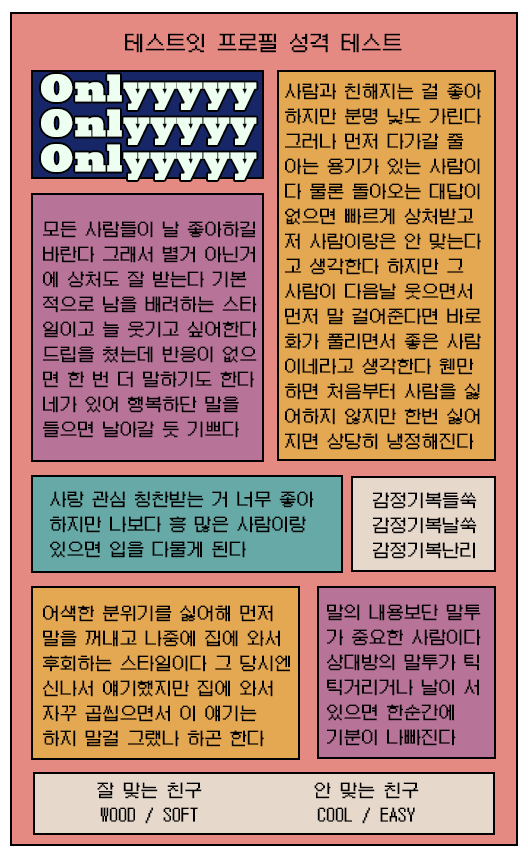 테스트잇 프로필 성격 테스트
Onlyyyyy
Onlyyyyy
Onlyyyyy
사람과 친해지는 걸 좋아
하지만 분명 낯도 가린다
그러나 먼저 다가갈 줄
아는 용기가 있는 사람이
다 물론 돌아오는 대답이
없으면 빠르게 상처받고
저 사람이랑은 안 맞는다
고 생각한다 하지만 그
사람이 다음날 웃으면서
먼저 말 걸어준다면 바로
화가 풀리면서 좋은 사람
이네라고 생각한다 웬만
하면 처음부터 사람을 싫
어하지 않지만 한번 싫어
지면 상당히 냉정해진다
모든 사람들이 날 좋아하길
바란다 그래서 별거 아닌거
에 상처도 잘 받는다 기본
적으로 남을 배려하는 스타
일이고 늘 웃기고 싶어한다
드립을 쳤는데 반응이 없으
면 한 번 더 말하기도 한다
네가 있어 행복하단 말을
들으면 날아갈 듯 기쁘다
사랑 관심 칭찬받는 거 너무 좋아
하지만 나보다 흥 많은 사람이랑
있으면 입을 다물게 된다
감정기복들쑥
감정기복날쑥
감정기복난리
어색한 분위기를 싫어해 먼저
말을 꺼내고 나중에 집에 와서
후회하는 스타일이다 그 당시엔
신나서 얘기했지만 집에 와서
자꾸 곱씹으면서 이 얘기는
하지 말걸 그랬나 하곤 한다
말의 내용보단 말투
가 중요한 사람이다
상대방의 말투가 틱
틱거리거나 날이 서
있으면 한순간에
기분이 나빠진다
잘 맞는 친구
WOOD / SOFT
안 맞는 친구
COOL / EASY